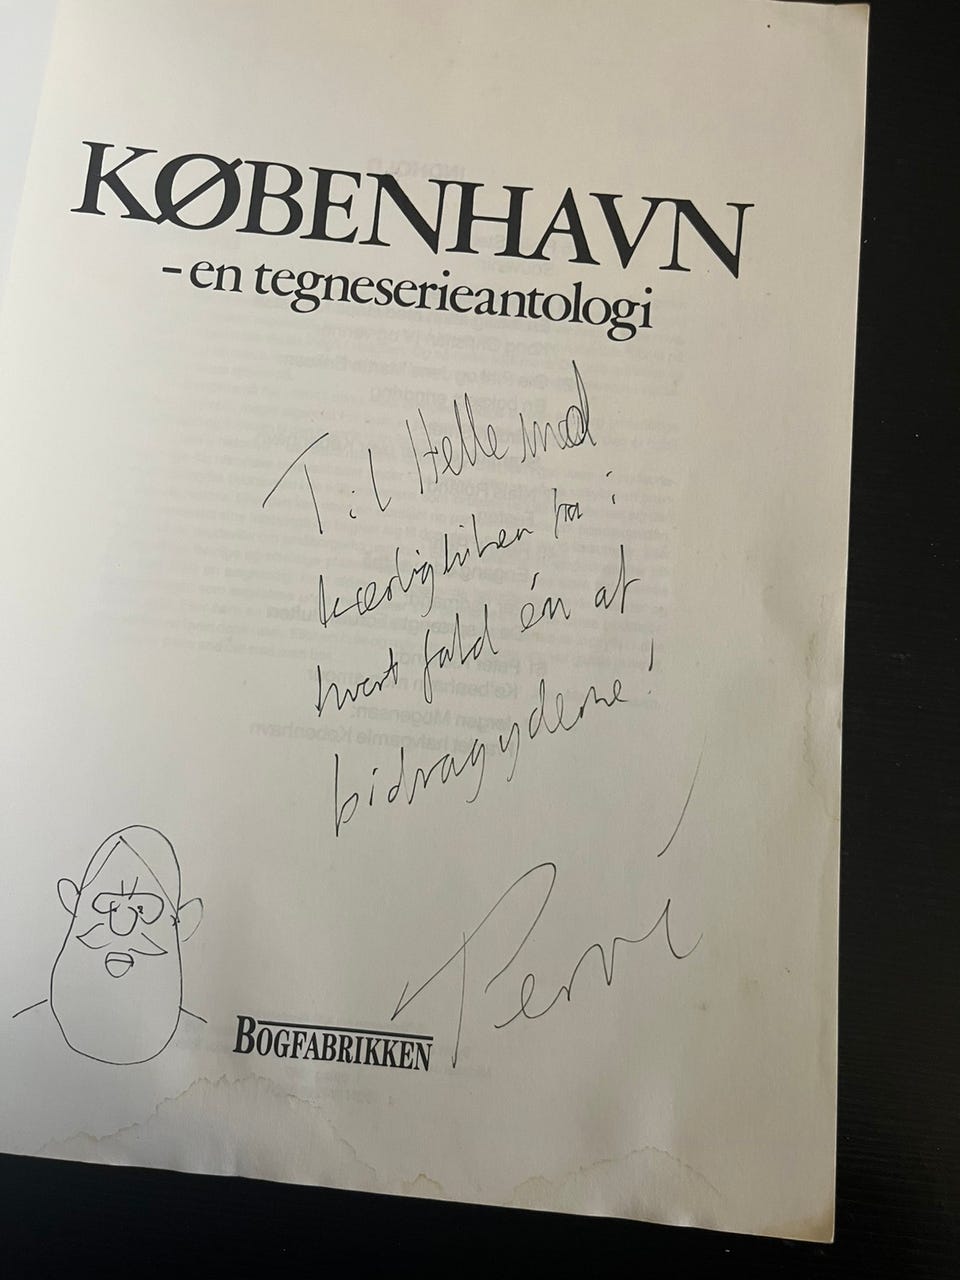 KØBENHAVN
- en tegneserieantologi
Til Helle med
kærligheden fra i
hvert fald én af
bidragyderne!
BOGFABRIKKEN